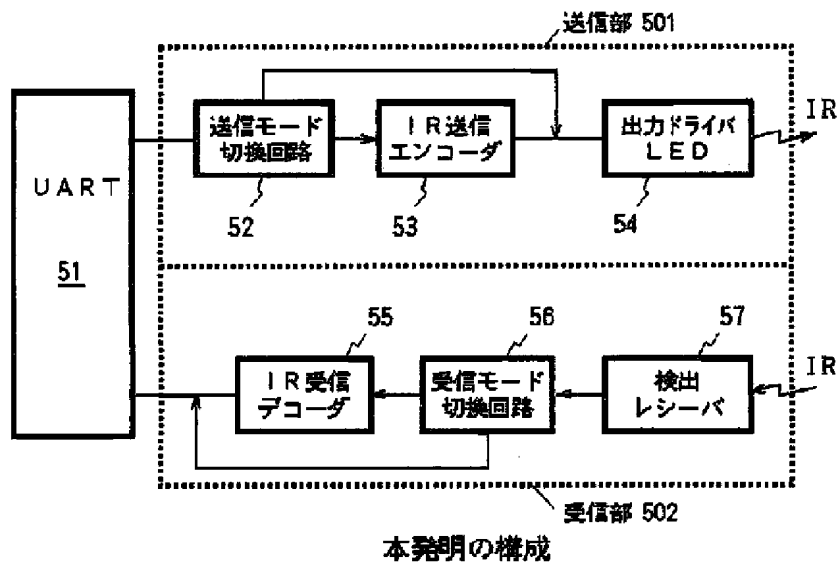 送信部 501
UART
51
送信モード
切換回路
52
IR送信
エンコーダ
53
出力ドライバ
LED
54
IR
55
IR受信
デコーダ
56
受信モード
切換回路
57
検出
レシーバ
IR
受信部 502
本発明の構成